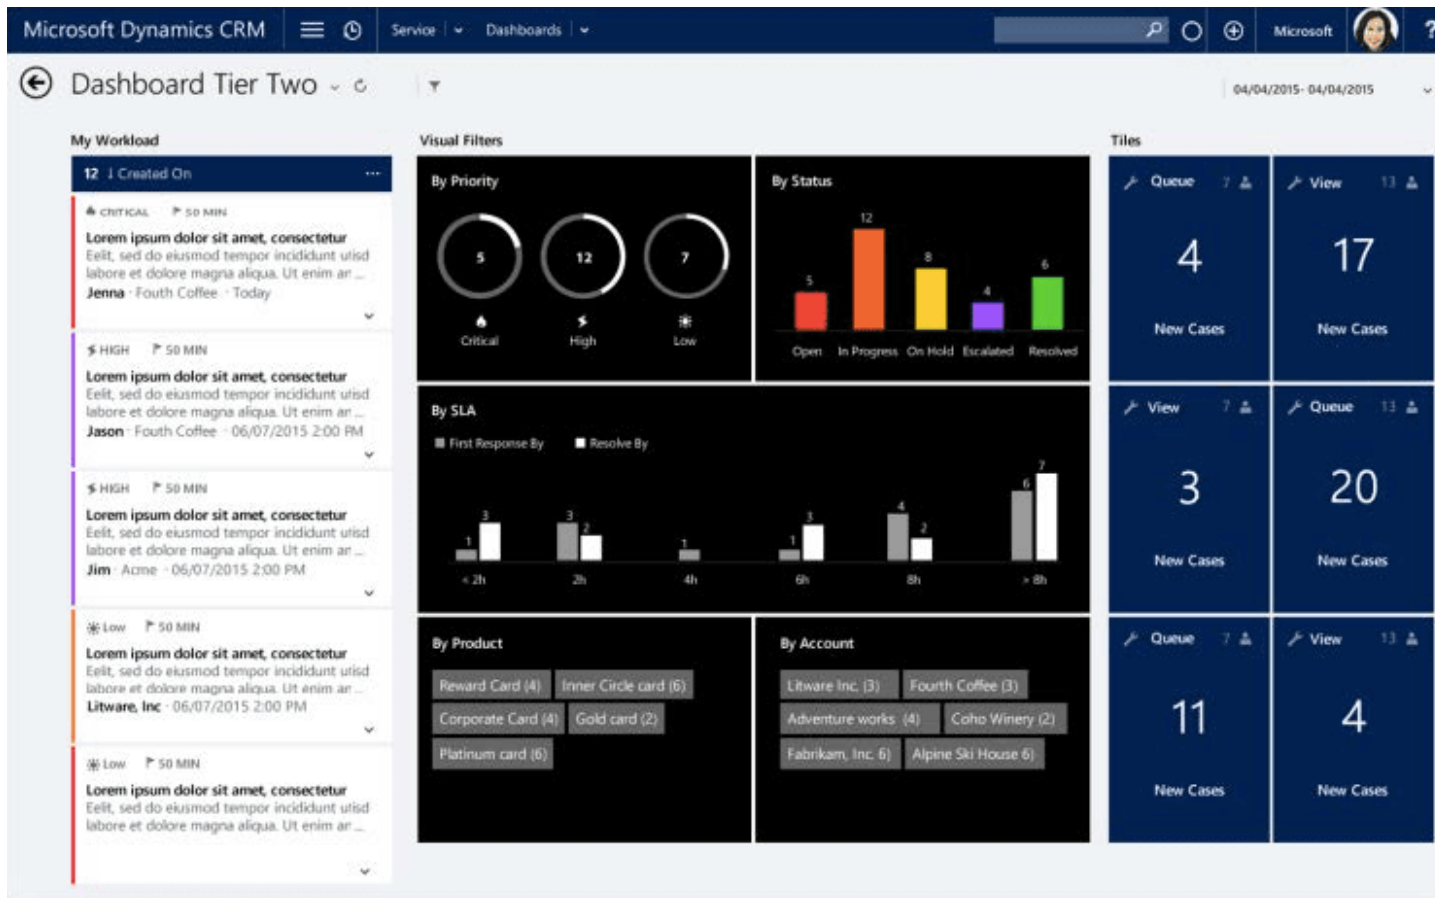 Microsoft Dynamics CRM
Service
Dashboards
Microsoft
?
Dashboard Tier Two
04/04/2015- 04/04/2015
My Workload
12 ↓ Created On ...
CRITICAL 50 MIN
Lorem ipsum dolor sit amet, consectetur
Eelit, sed do eiusmod tempor incididunt utisd
labore et dolore magna aliqua. Ut enim ar ...
Jenna · Fouth Coffee · Today
HIGH 50 MIN
Lorem ipsum dolor sit amet, consectetur
Eelit, sed do eiusmod tempor incididunt utisd
labore et dolore magna aliqua. Ut enim ar ...
Jason · Fouth Coffee · 06/07/2015 2:00 PM
HIGH 50 MIN
Lorem ipsum dolor sit amet, consectetur
Eelit, sed do eiusmod tempor incididunt utisd
labore et dolore magna aliqua. Ut enim ar ...
Jim · Acme · 06/07/2015 2:00 PM
Low 50 MIN
Lorem ipsum dolor sit amet, consectetur
Eelit, sed do eiusmod tempor incididunt utisd
labore et dolore magna aliqua. Ut enim ar ...
Litware, Inc · 06/07/2015 2:00 PM
Low 50 MIN
Lorem ipsum dolor sit amet, consectetur
Eelit, sed do eiusmod tempor incididunt utisd
labore et dolore magna aliqua. Ut enim ar ...
Visual Filters
By Priority
5 12 7
Critical High Low
By Status
5 12 8 4 6
Open In Progress On Hold Escalated Resolved
By SLA
First Response By Resolve By
1 3 3 2 1 1 3 4 2 6 7
< 2h 2h 4h 6h 8h > 8h
By Product
Reward Card (4) Inner Circle card (6)
Corporate Card (4) Gold card (2)
Platinum card (6)
By Account
Litware Inc. (3) Fourth Coffee (3)
Adventure works (4) Coho Winery (2)
Fabrikam, Inc. 6) Alpine Ski House 6)
Tiles
Queue 7
4
New Cases
View 13
17
New Cases
View 7
3
New Cases
Queue 13
20
New Cases
Queue 7
11
New Cases
View 13
4
New Cases